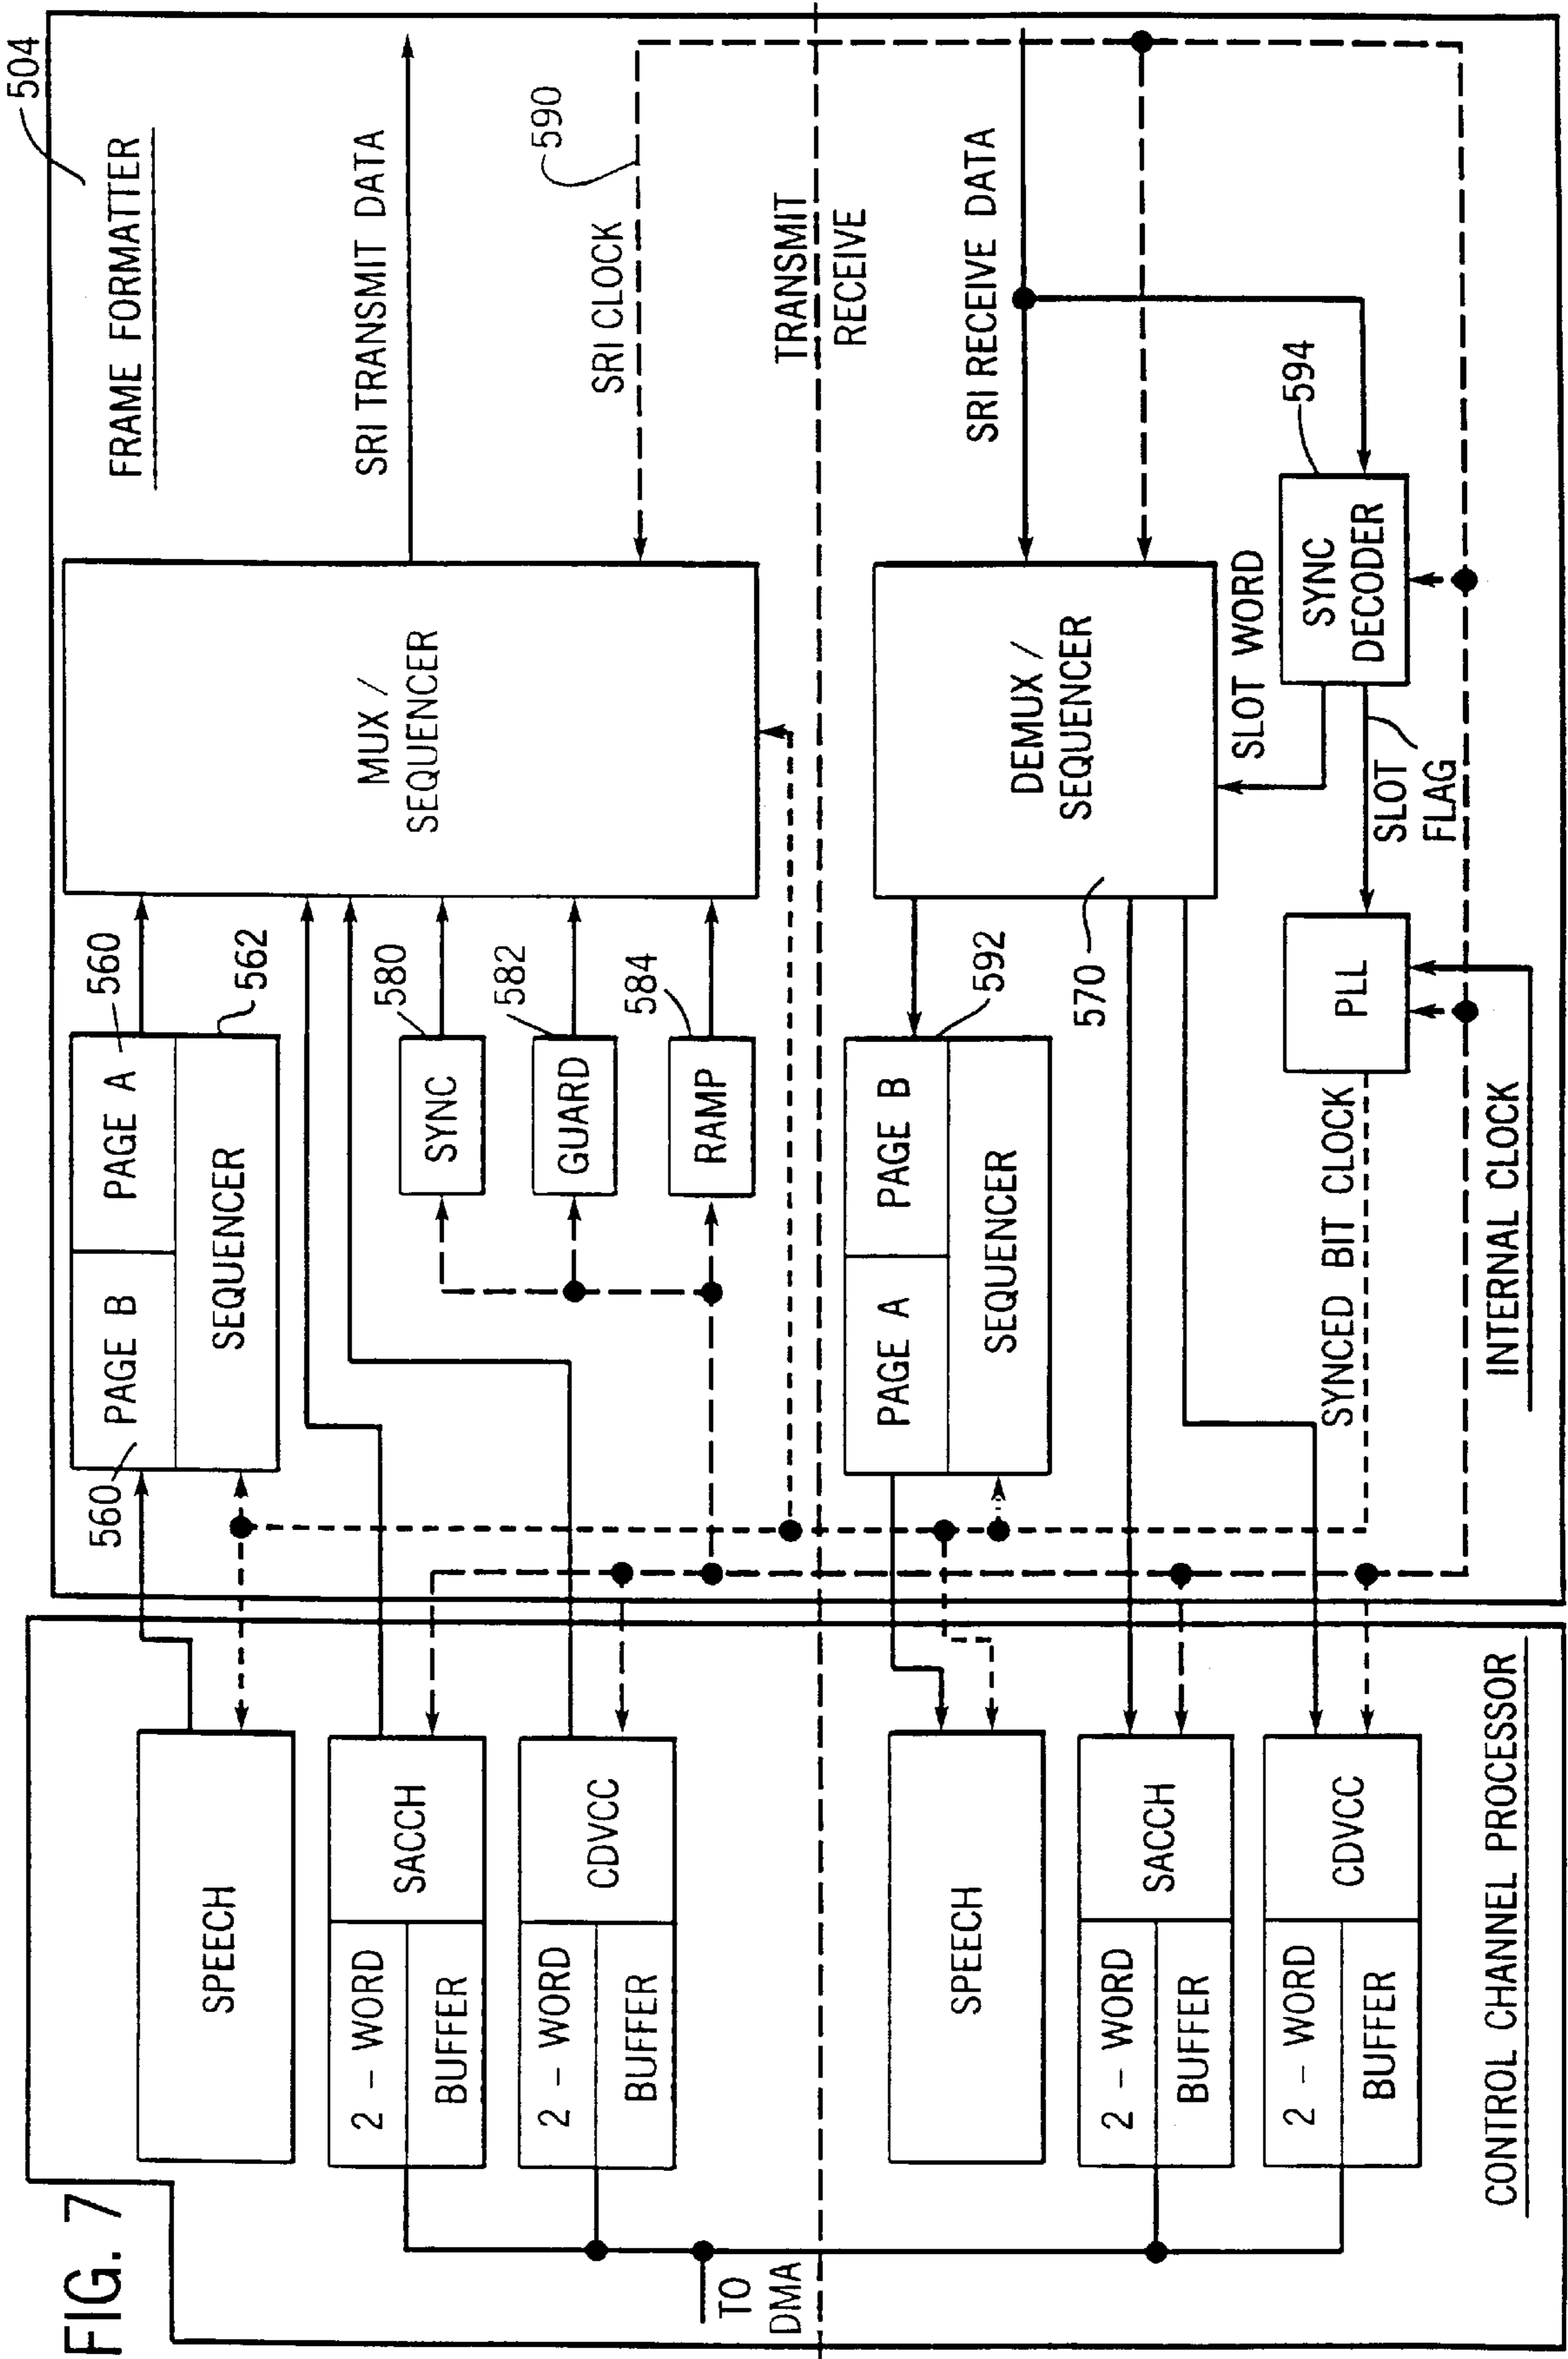 FIG. 7
504
FRAME FORMATTER
SPEECH
560
PAGE B
PAGE A
560
SEQUENCER
562
MUX /
SEQUENCER
SRI TRANSMIT DATA
2 - WORD
BUFFER
SACCH
SYNC
580
2 - WORD
BUFFER
CDVCC
GUARD
582
590
SRI CLOCK
RAMP
584
TO
DMA
TRANSMIT
RECEIVE
SPEECH
PAGE A
PAGE B
592
SEQUENCER
DEMUX /
SEQUENCER
570
SRI RECEIVE DATA
2 - WORD
BUFFER
SACCH
SLOT WORD
2 - WORD
BUFFER
CDVCC
SYNCED BIT CLOCK
PLL
SLOT
FLAG
SYNC
DECODER
594
CONTROL CHANNEL PROCESSOR
INTERNAL CLOCK